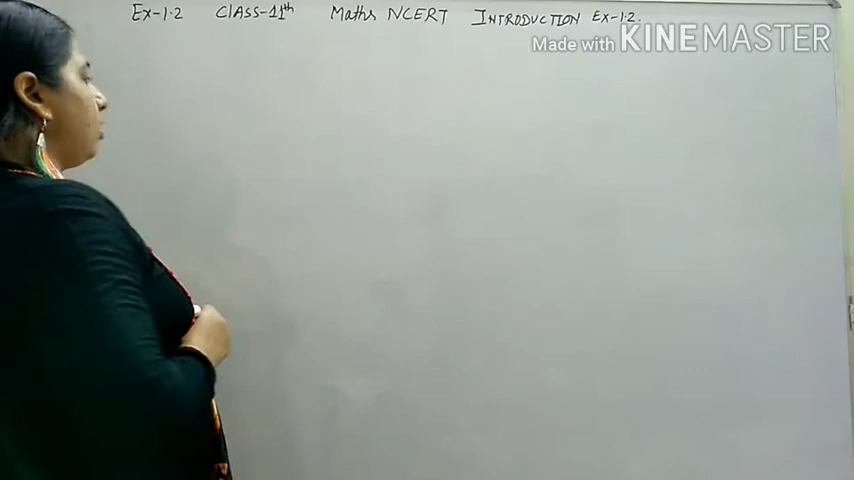 Ex-1.2 CLASS-11th Maths NCERT INTRODUCTION Ex-1.2.
Made with KINEMASTER